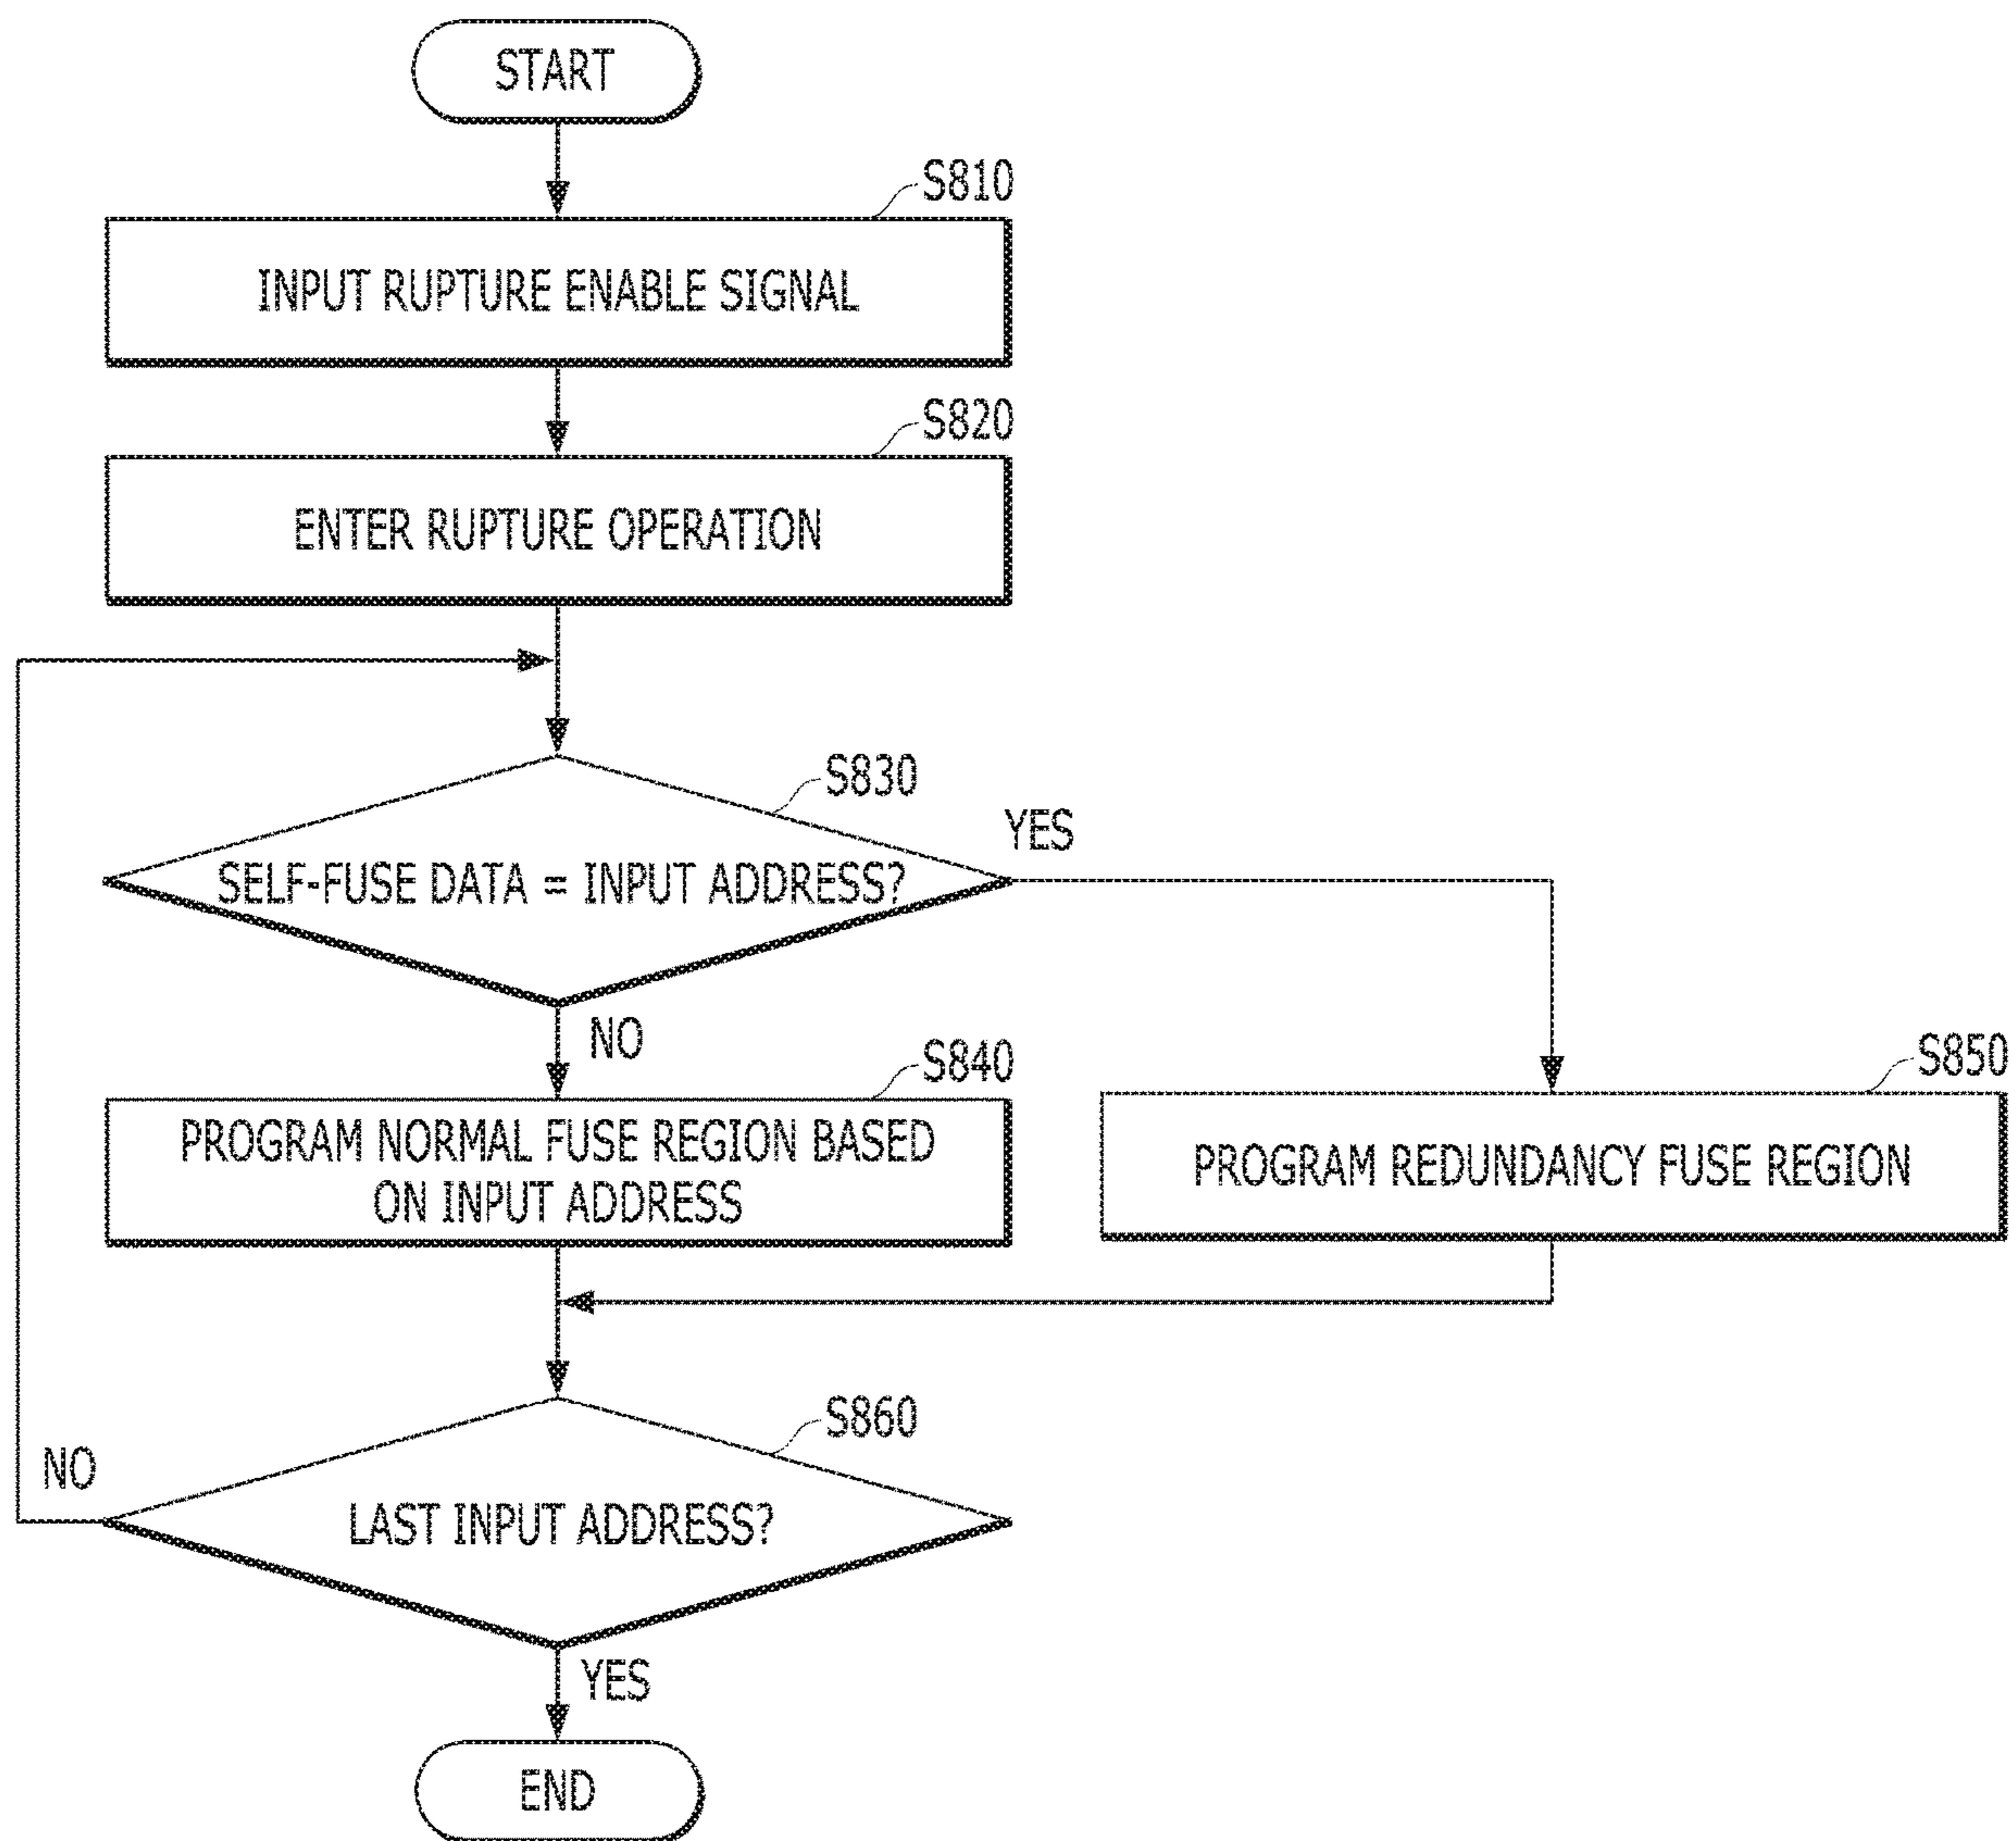 START
S810
INPUT RUPTURE ENABLE SIGNAL
S820
ENTER RUPTURE OPERATION
S830
SELF-FUSE DATA = INPUT ADDRESS?
YES
NO
S840
PROGRAM NORMAL FUSE REGION BASED
ON INPUT ADDRESS
S850
PROGRAM REDUNDANCY FUSE REGION
S860
LAST INPUT ADDRESS?
NO
YES
END